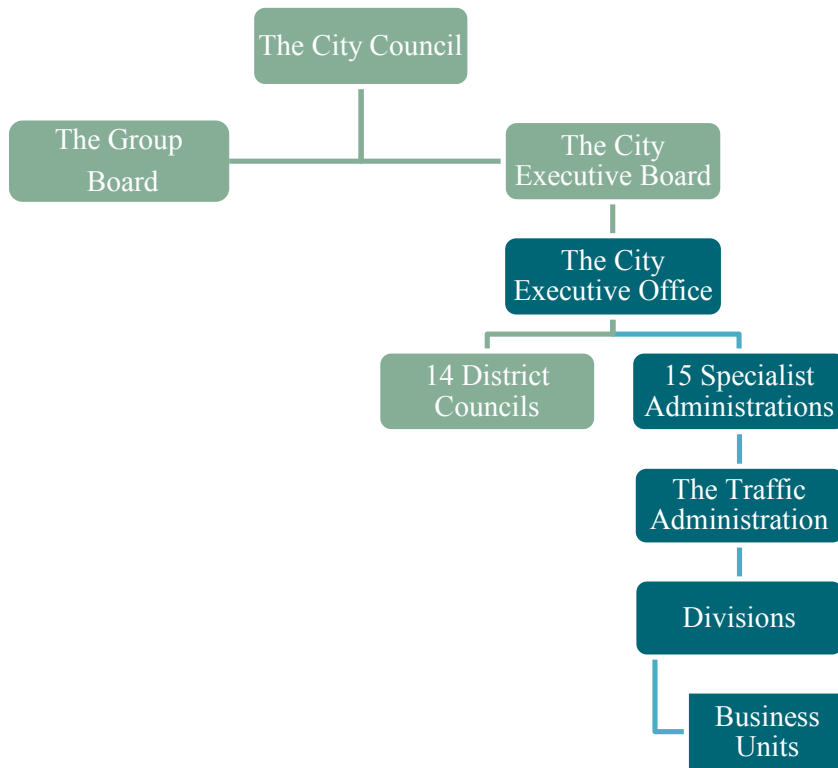 The City Council
The Group
Board
The City
Executive Board
The City
Executive Office
14 District
Councils
15 Specialist
Administrations
The Traffic
Administration
Divisions
Business
Units